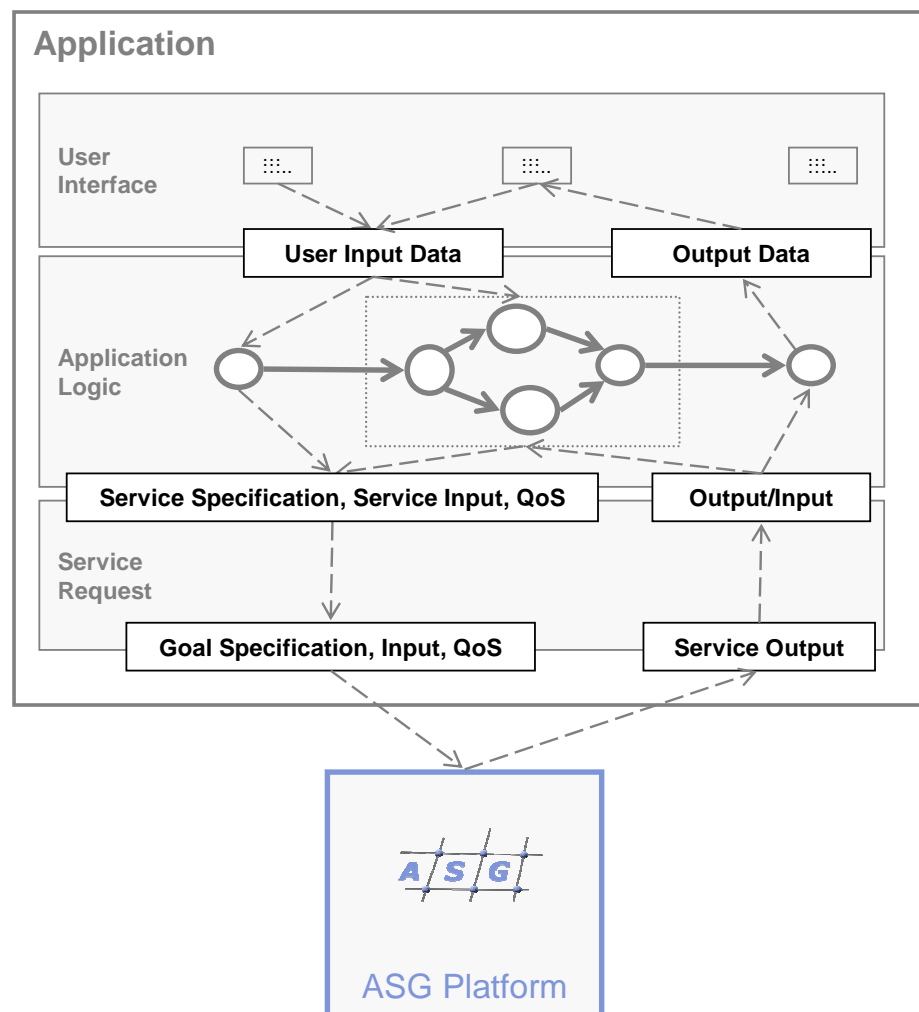 Application
User
Interface
:::..
:::..
:::..
User Input Data
Output Data
Application
Logic
Service Specification, Service Input, QoS
Output/Input
Service
Request
Goal Specification, Input, QoS
Service Output
A S G
ASG Platform